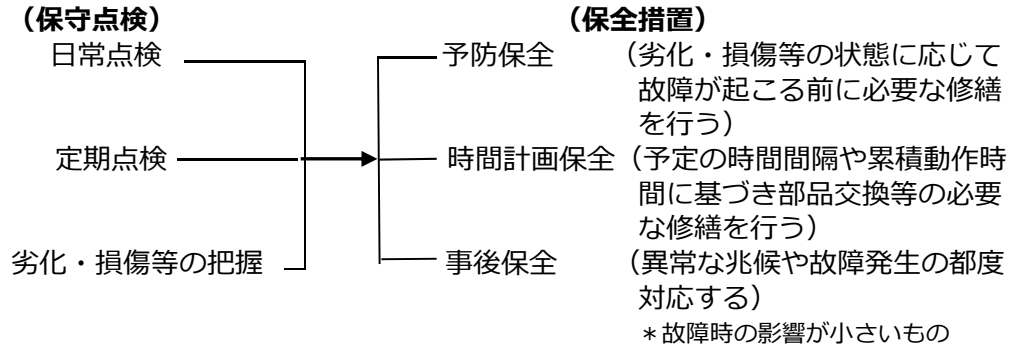 （保守点検） （保全措置）
日常点検 予防保全 （劣化・損傷等の状態に応じて
故障が起こる前に必要な修繕
を行う）
定期点検 時間計画保全 （予定の時間間隔や累積動作時
間に基づき部品交換等の必要
な修繕を行う）
劣化・損傷等の把握 事後保全 （異常な兆候や故障発生の都度
対応する）
＊故障時の影響が小さいもの